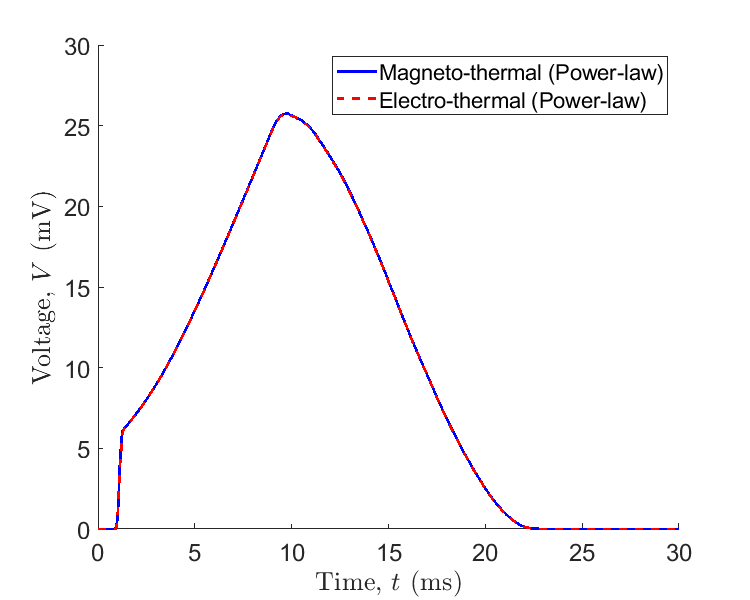 30
25
20
15
10
5
0
Voltage, V (mV)
Magneto-thermal (Power-law)
Electro-thermal (Power-law)
0 5 10 15 20 25 30
Time, t (ms)